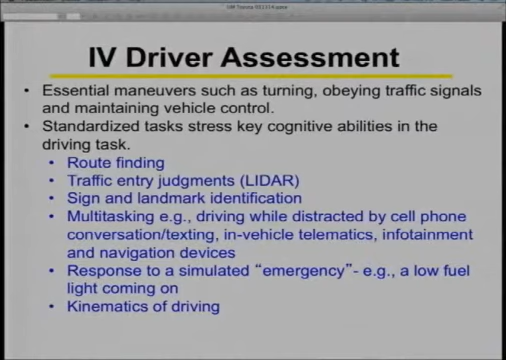 IV Driver Assessment
• Essential maneuvers such as turning, obeying traffic signals
and maintaining vehicle control.
• Standardized tasks stress key cognitive abilities in the
driving task.
• Route finding
• Traffic entry judgments (LIDAR)
• Sign and landmark identification
• Multitasking e.g., driving while distracted by cell phone
conversation/texting, in-vehicle telematics, infotainment
and navigation devices
• Response to a simulated “emergency”- e.g., a low fuel
light coming on
• Kinematics of driving